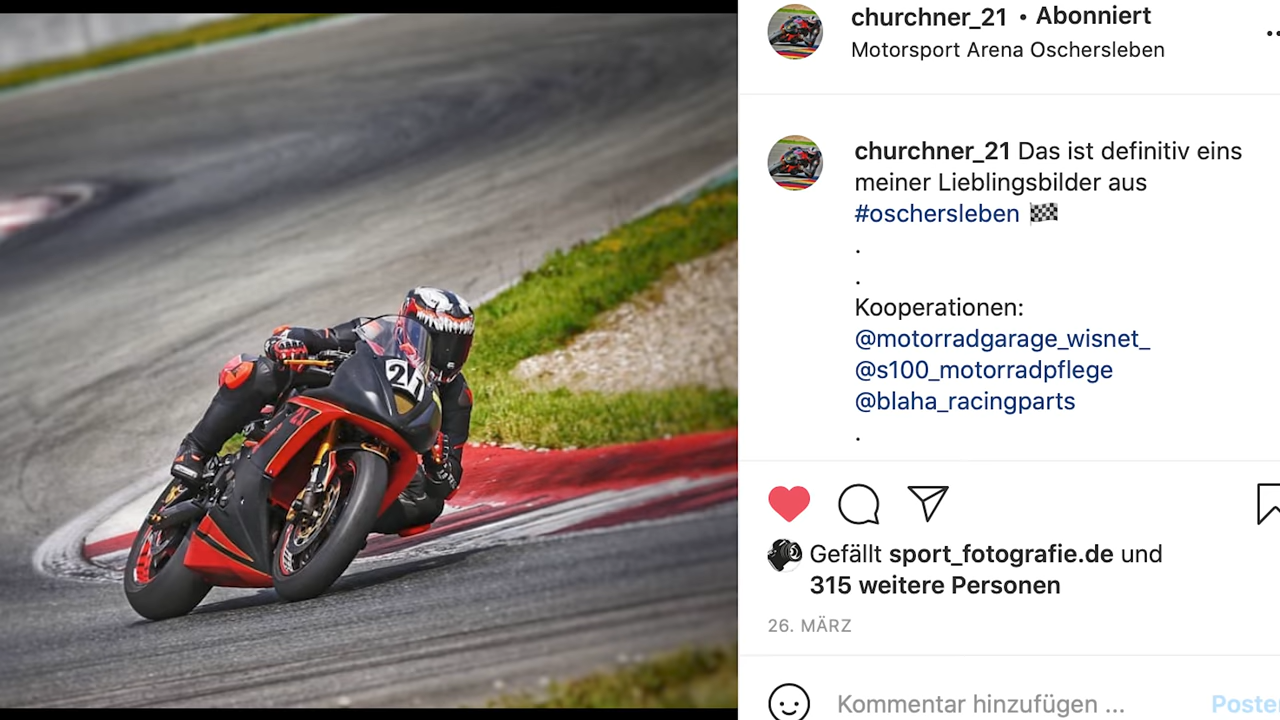 churchner_21 • Abonniert
Motorsport Arena Oschersleben
churchner_21 Das ist definitiv eins
meiner Lieblingsbilder aus
#oschersleben 🏁
.
.
Kooperationen:
@motorradgarage_wisnet_
@s100_motorradpflege
@blaha_racingparts
.
Gefällt sport_fotografie.de und
315 weitere Personen
26. MÄRZ
Kommentar hinzufügen ...
Poste
21